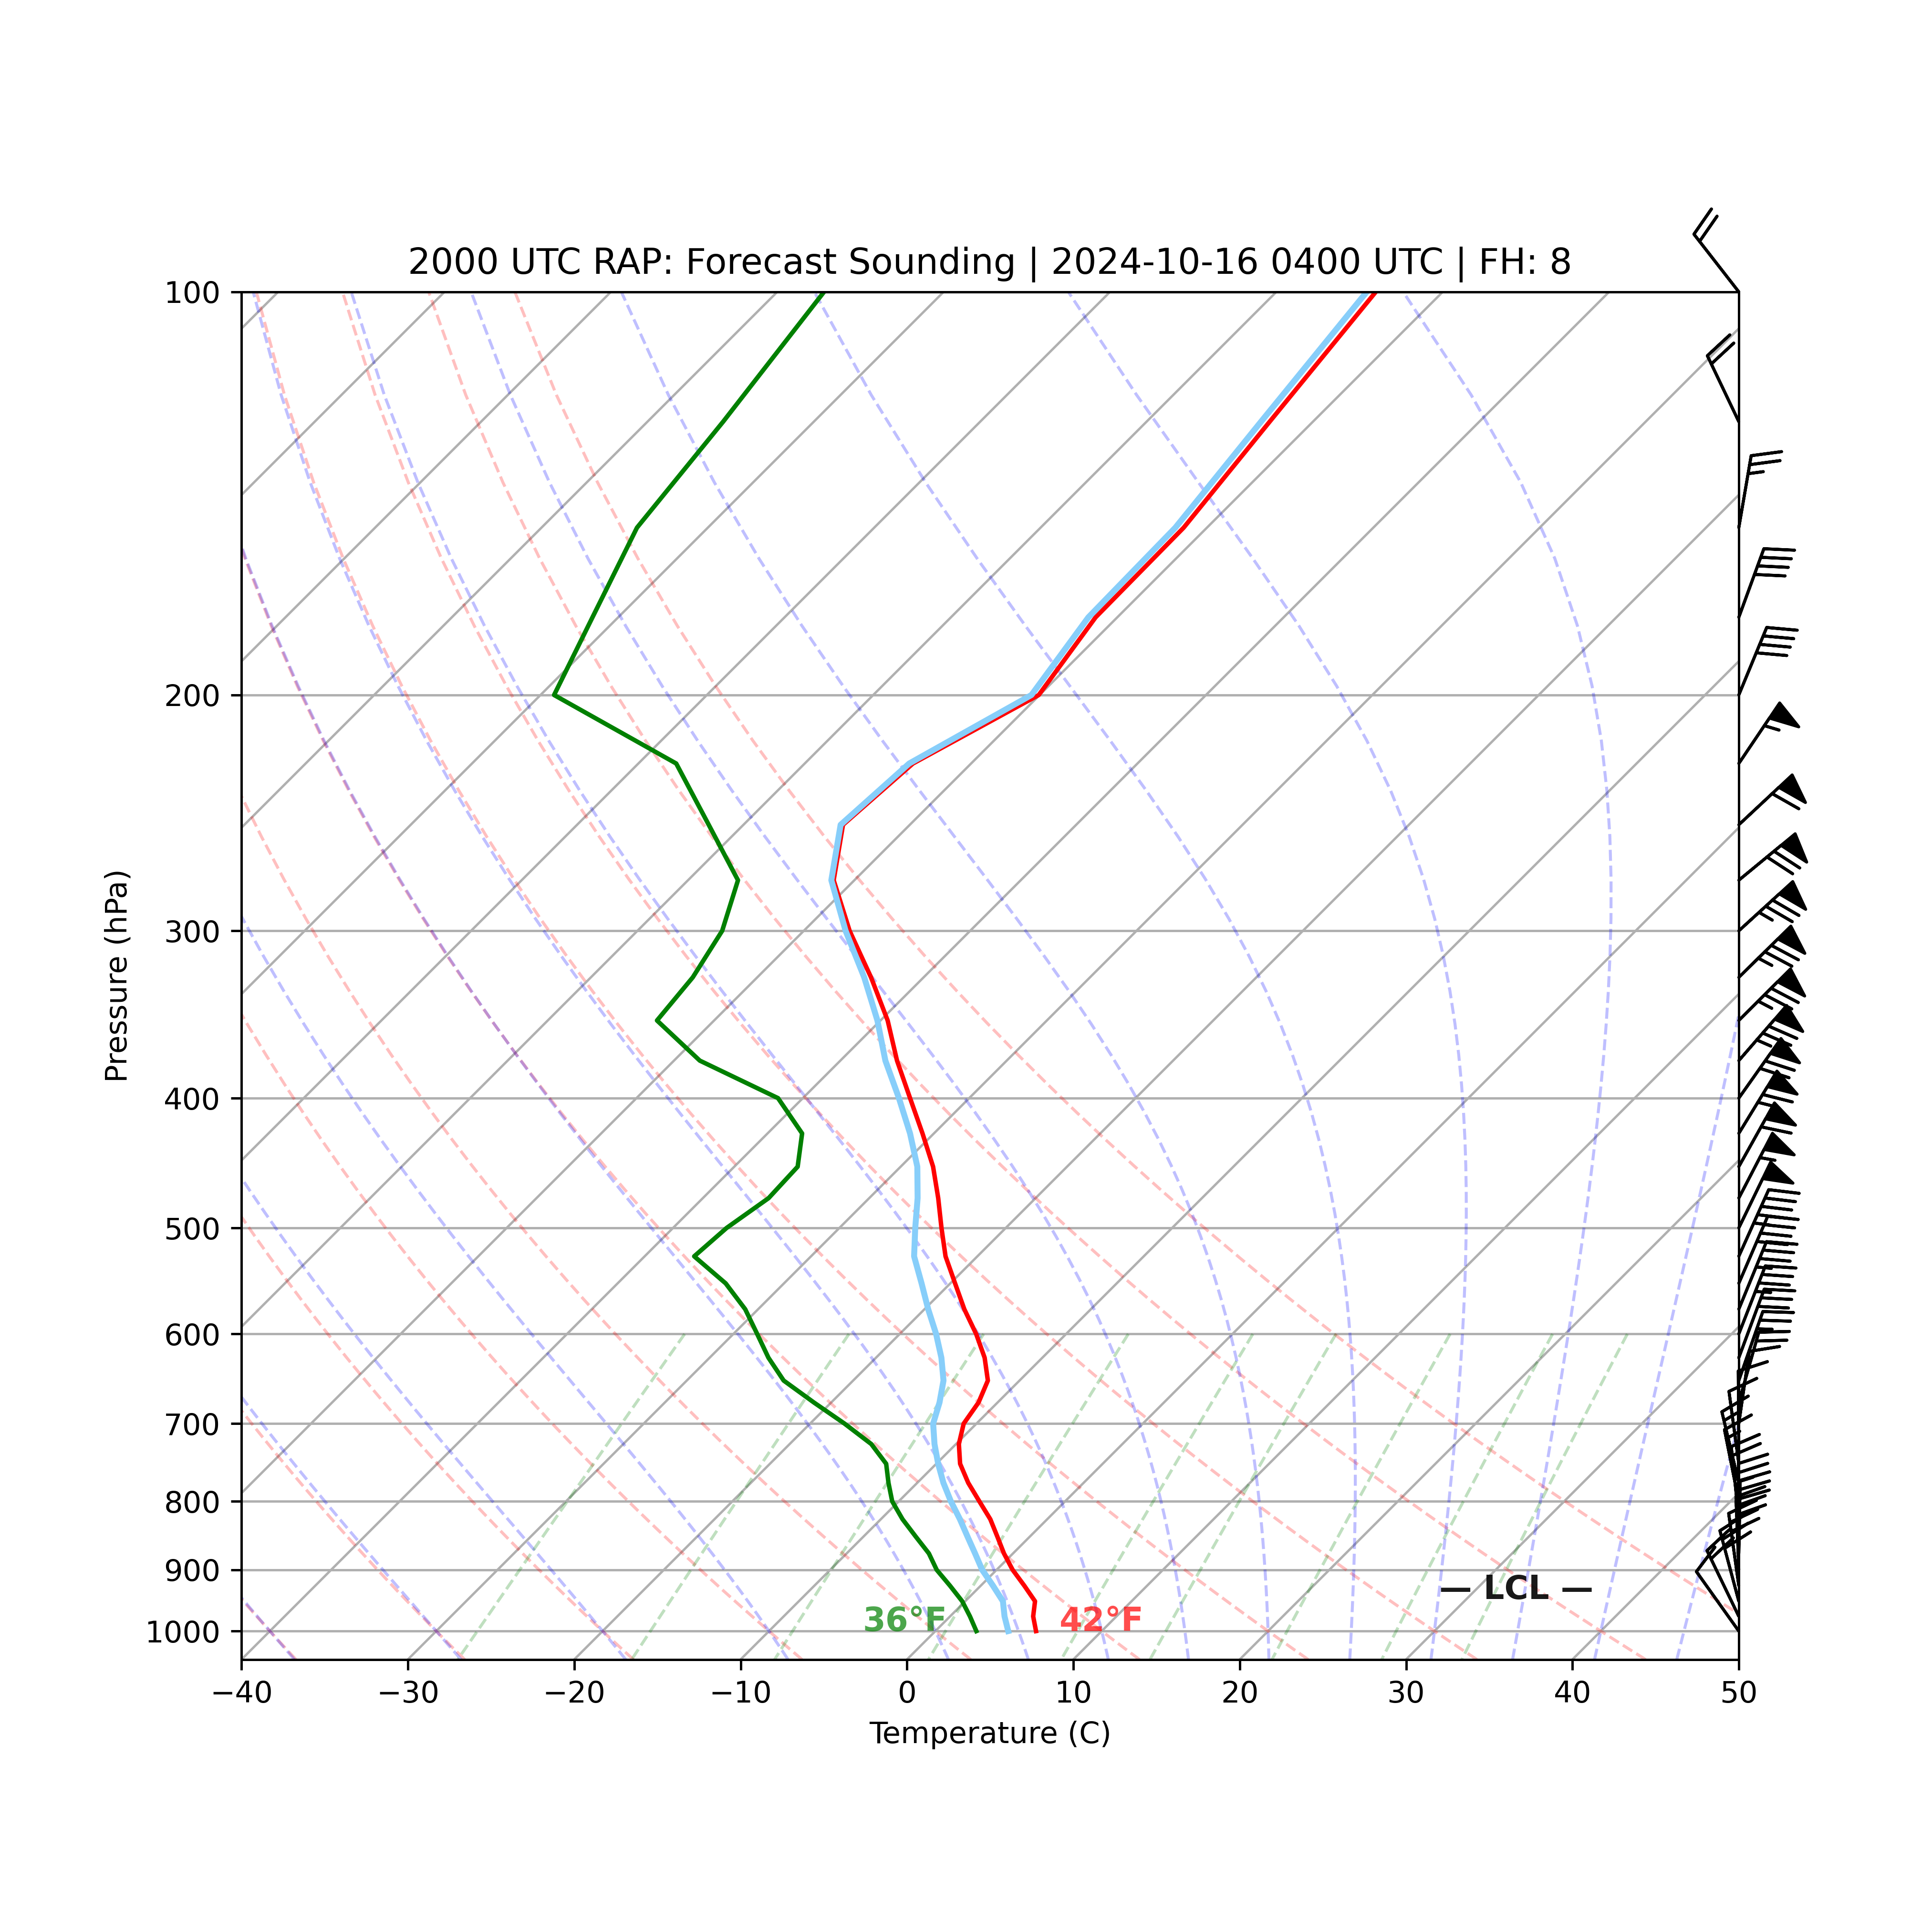 2000 UTC RAP: Forecast Sounding | 2024-10-16 0400 UTC | FH: 8
100
200
300
400
500
600
700
800
900
1000
Pressure (hPa)
— LCL —
36°F
42°F
−40 −30 −20 −10 0 10 20 30 40 50
Temperature (C)